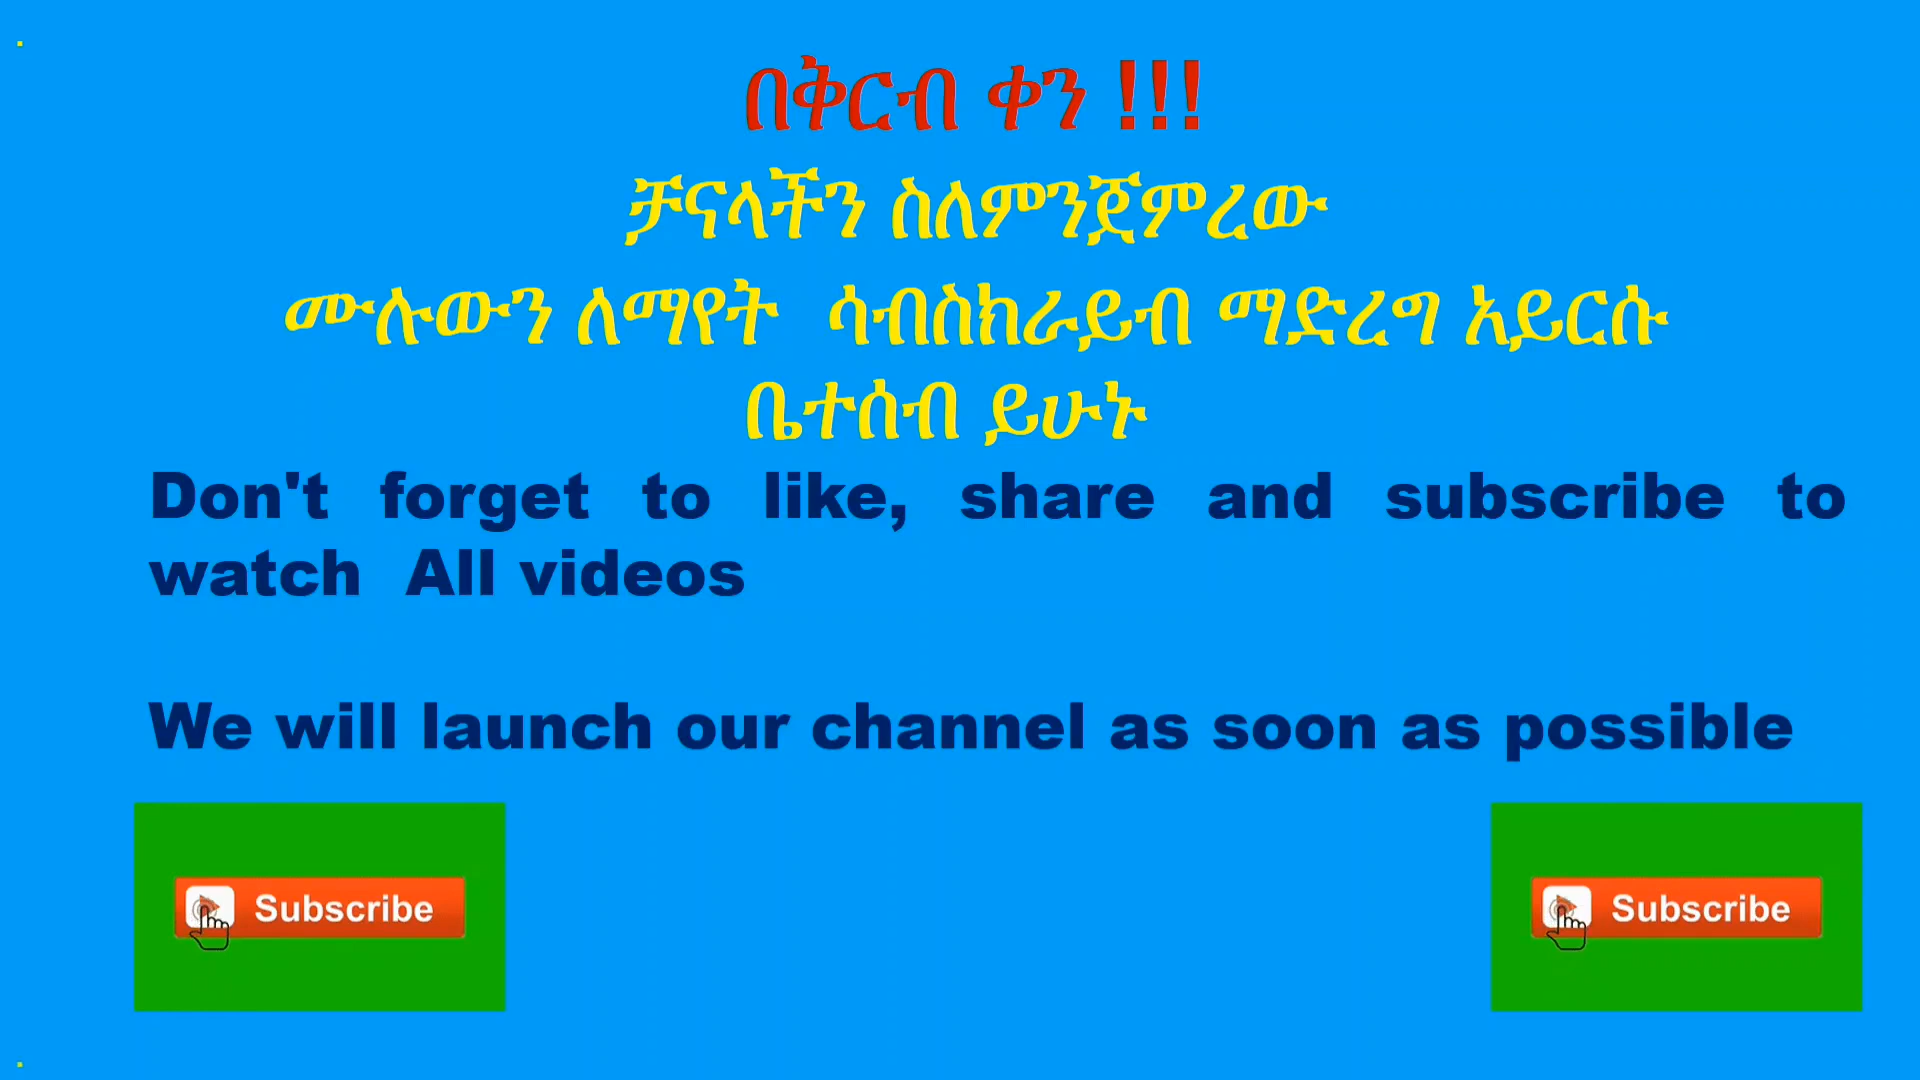 በቅርብ ቀን !!!
ቻናላችን ስለምንጀምረው
ሙሉውን ለማየት ሳብስክራይብ ማድረግ አይርሱ
ቤተሰብ ይሁኑ
Don't forget to like, share and subscribe to
watch All videos
We will launch our channel as soon as possible
Subscribe
Subscribe